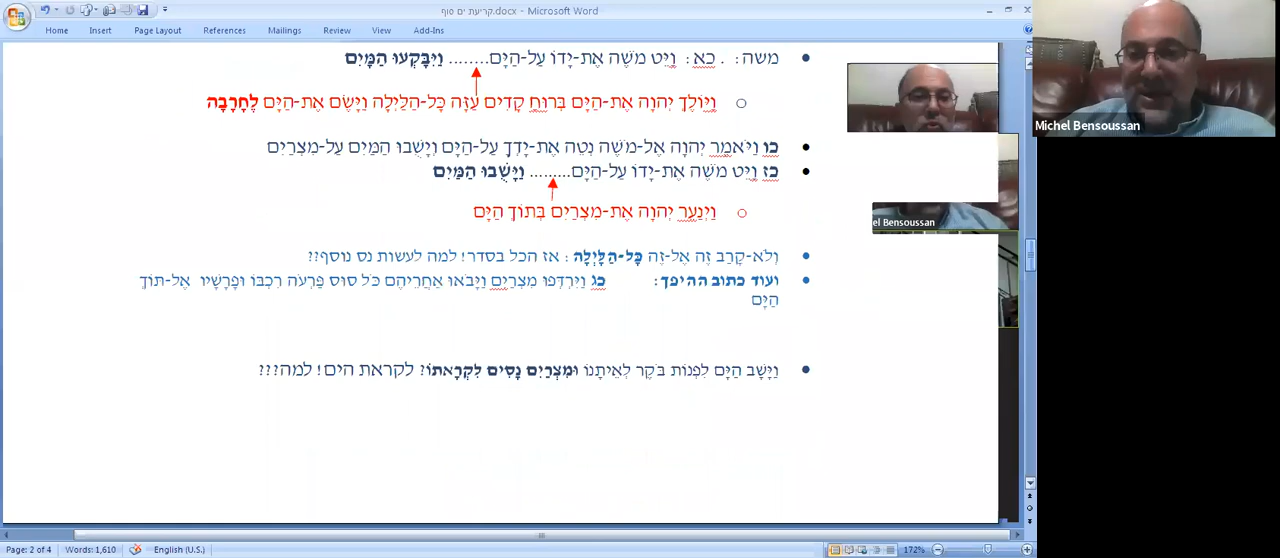 קריעת ים סוף.docx - Microsoft Word
Home Insert Page Layout References Mailings Review View Add-Ins
משה: . כא: וַיֵּט מֹשֶׁה אֶת-יָדוֹ עַל-הַיָּם........ וַיִּבָּקְעוּ הַמָּיִם
וַיּוֹלֶךְ יְהוָה אֶת-הַיָּם בְּרוּחַ קָדִים עַזָּה כָּל-הַלַּיְלָה וַיָּשֶׂם אֶת-הַיָּם לֶחָרָבָה
כו וַיֹּאמֶר יְהוָה אֶל-מֹשֶׁה נְטֵה אֶת-יָדְךָ עַל-הַיָּם וְיָשֻׁבוּ הַמַּיִם עַל-מִצְרַיִם
כז וַיֵּט מֹשֶׁה אֶת-יָדוֹ עַל-הַיָּם......... וַיָּשֻׁבוּ הַמַּיִם
וַיְנַעֵר יְהוָה אֶת-מִצְרַיִם בְּתוֹךְ הַיָּם
וְלֹא-קָרַב זֶה אֶל-זֶה כָּל-הַלָּיְלָה: אז הכל בסדר! למה לעשות נס נוסף??
ועוד כתוב ההיפך: כג וַיִּרְדְּפוּ מִצְרַיִם וַיָּבֹאוּ אַחֲרֵיהֶם כֹּל סוּס פַּרְעֹה רִכְבּוֹ וּפָרָשָׁיו אֶל-תּוֹךְ
הַיָּם
וַיָּשָׁב הַיָּם לִפְנוֹת בֹּקֶר לְאֵיתָנוֹ וּמִצְרַיִם נָסִים לִקְרָאתוֹ? לקראת הים! למה???
Michel Bensoussan
el Bensoussan
Page: 2 of 4 Words: 1,610 English (U.S.) 172%